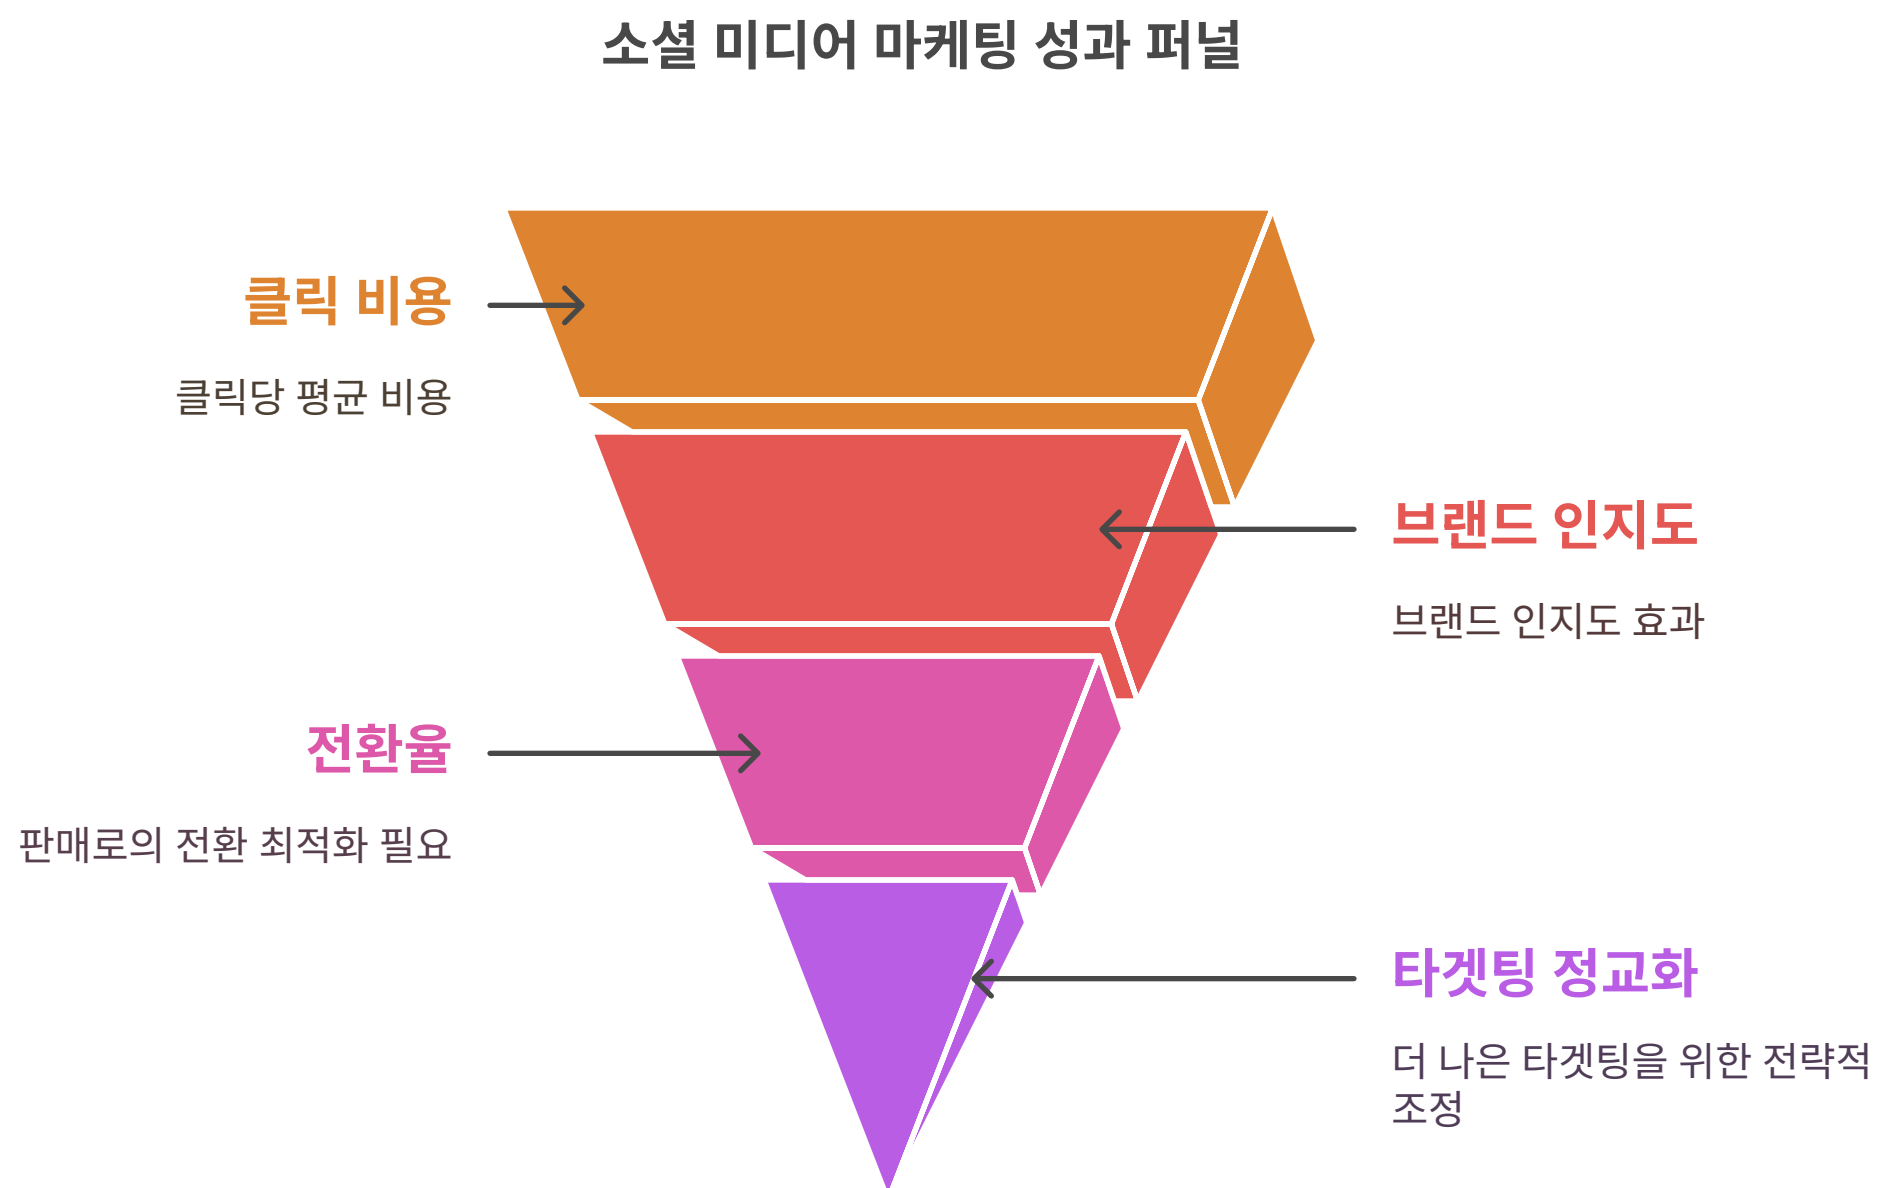 소셜 미디어 마케팅 성과 퍼널
클릭 비용
클릭당 평균 비용
브랜드 인지도
브랜드 인지도 효과
전환율
판매로의 전환 최적화 필요
타겟팅 정교화
더 나은 타겟팅을 위한 전략적
조정